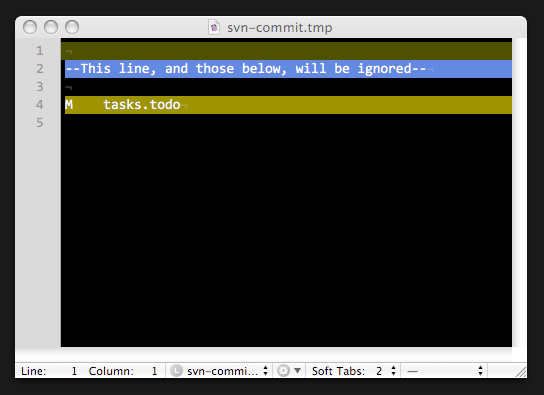 svn-commit.tmp
1 ¬
2 --This line, and those below, will be ignored--¬
3 ¬
4 M    tasks.todo¬
5
Line: 1 Column: 1 L svn-commi... Soft Tabs: 2 —